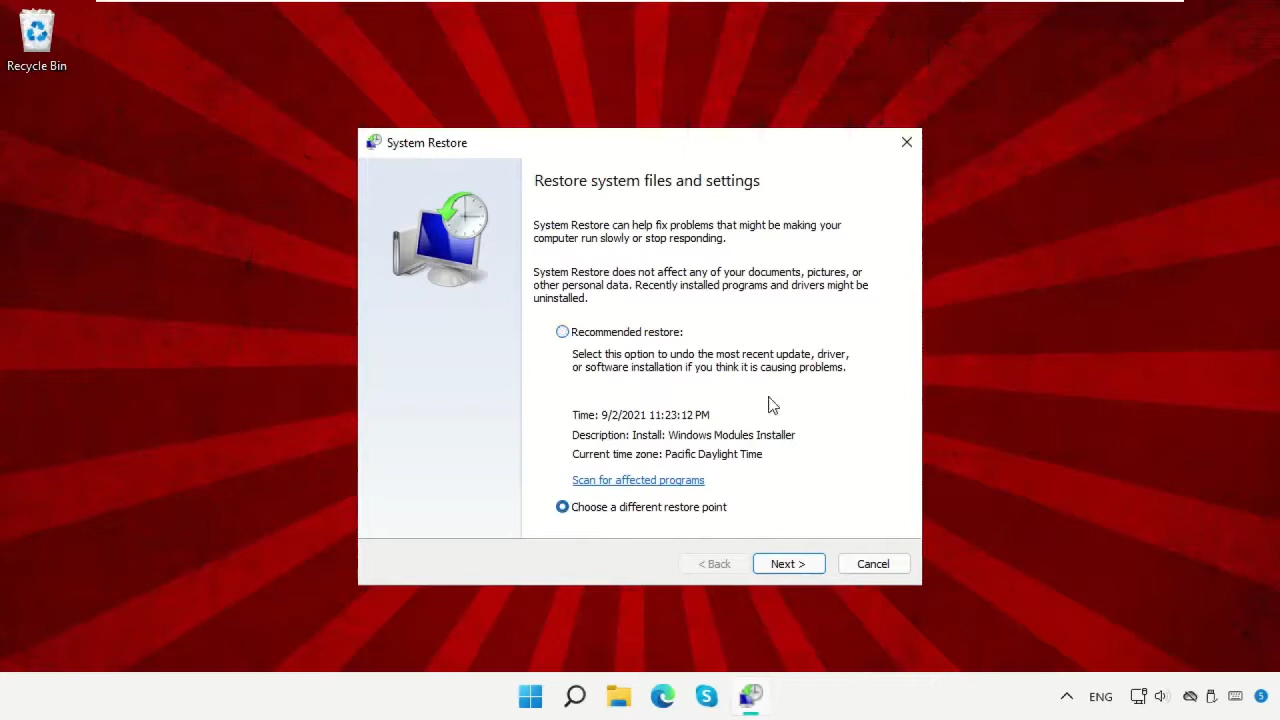 Recycle Bin
System Restore
Restore system files and settings
System Restore can help fix problems that might be making your
computer run slowly or stop responding.
System Restore does not affect any of your documents, pictures, or
other personal data. Recently installed programs and drivers might be
uninstalled.
Recommended restore:
Select this option to undo the most recent update, driver,
or software installation if you think it is causing problems.
Time: 9/2/2021 11:23:12 PM
Description: Install: Windows Modules Installer
Current time zone: Pacific Daylight Time
Scan for affected programs
Choose a different restore point
< Back
Next >
Cancel
ENG
5